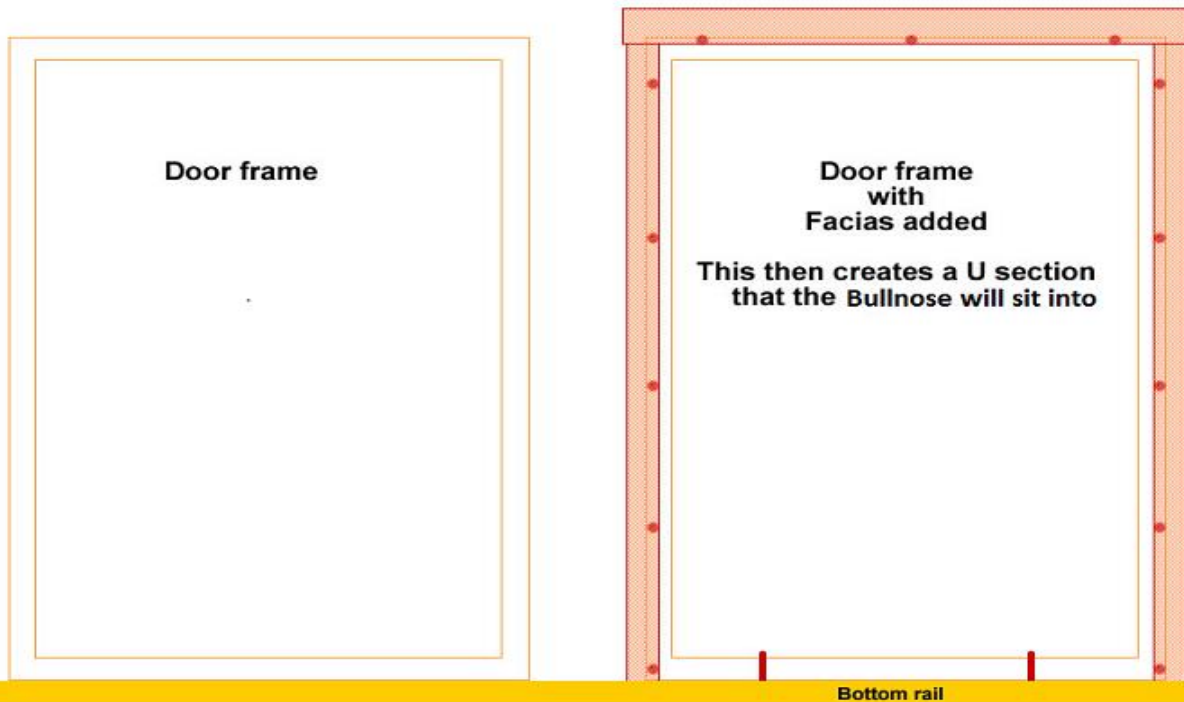 Door frame
Door frame
with
Facias added
This then creates a U section
that the Bullnose will sit into
Bottom rail